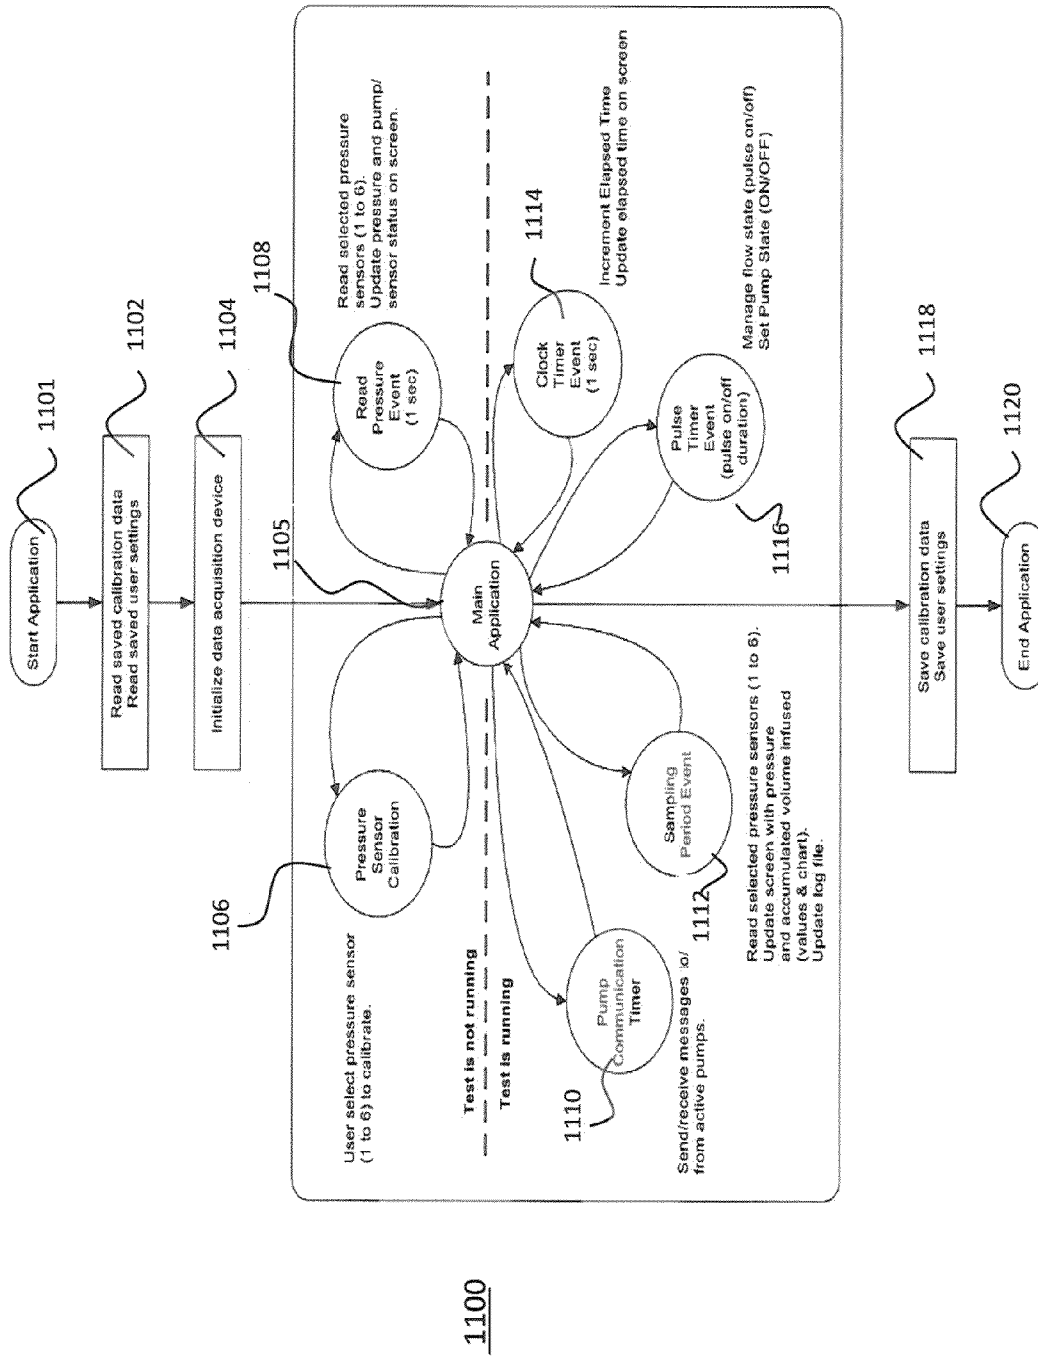 1100
Start Application
1101
Read saved calibration data
Read saved user settings
1102
Initialize data acquisition device
1104
1105
Main
Application
User select pressure sensor
(1 to 6) to calibrate.
Pressure
Sensor
Calibration
1106
Read
Pressure
Event
(1 sec)
1108
Read selected pressure
sensors (1 to 6).
Update pressure and pump/
sensor status on screen.
Test is not running
Test is running
Pump
Communication
Timer
1110
Send/receive messages to/
from active pumps.
Sampling
Period Event
1112
Read selected pressure sensors (1 to 6).
Update screen with pressure
and accumulated volume infused
(values & chart).
Update log file.
Clock
Timer
Event
(1 sec)
1114
Increment Elapsed Time
Update elapsed time on screen
Pulse
Timer
Event
(pulse on/off
duration)
1116
Manage flow state (pulse on/off)
Set Pump State (ON/OFF)
Save calibration data
Save user settings
1118
End Application
1120